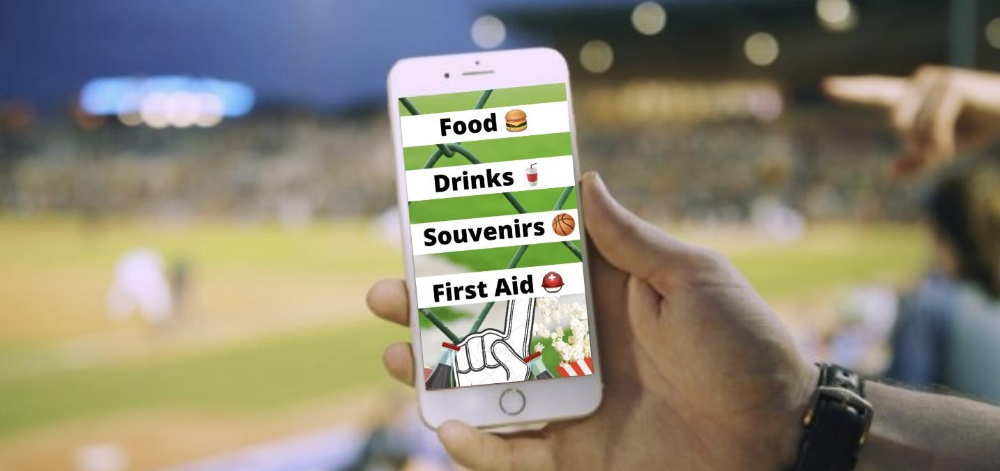 Food 🍔
Drinks 🥤
Souvenirs 🏀
First Aid ⛑️